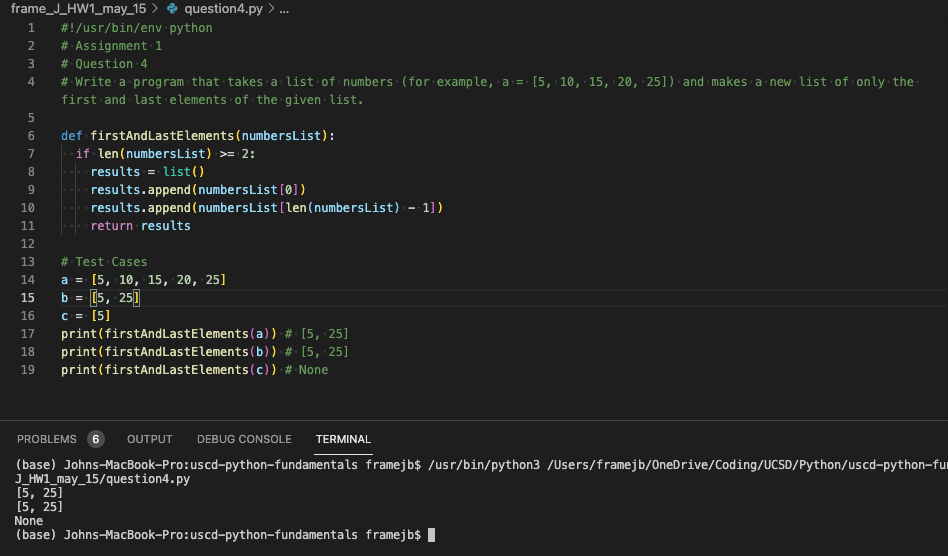 frame_J_HW1_may_15 > question4.py > ...
1 #!/usr/bin/env python
2 # Assignment 1
3 # Question 4
4 # Write a program that takes a list of numbers (for example, a = [5, 10, 15, 20, 25]) and makes a new list of only the
first and last elements of the given list.
5
6 def firstAndLastElements(numbersList):
7   if len(numbersList) >= 2:
8     results = list()
9     results.append(numbersList[0])
10     results.append(numbersList[len(numbersList) - 1])
11     return results
12
13 # Test Cases
14 a = [5, 10, 15, 20, 25]
15 b = [5, 25]
16 c = [5]
17 print(firstAndLastElements(a)) # [5, 25]
18 print(firstAndLastElements(b)) # [5, 25]
19 print(firstAndLastElements(c)) # None
PROBLEMS 6 OUTPUT DEBUG CONSOLE TERMINAL
(base) Johns-MacBook-Pro:uscd-python-fundamentals framejb$ /usr/bin/python3 /Users/framejb/OneDrive/Coding/UCSD/Python/uscd-python-fu
J_HW1_may_15/question4.py
[5, 25]
[5, 25]
None
(base) Johns-MacBook-Pro:uscd-python-fundamentals framejb$